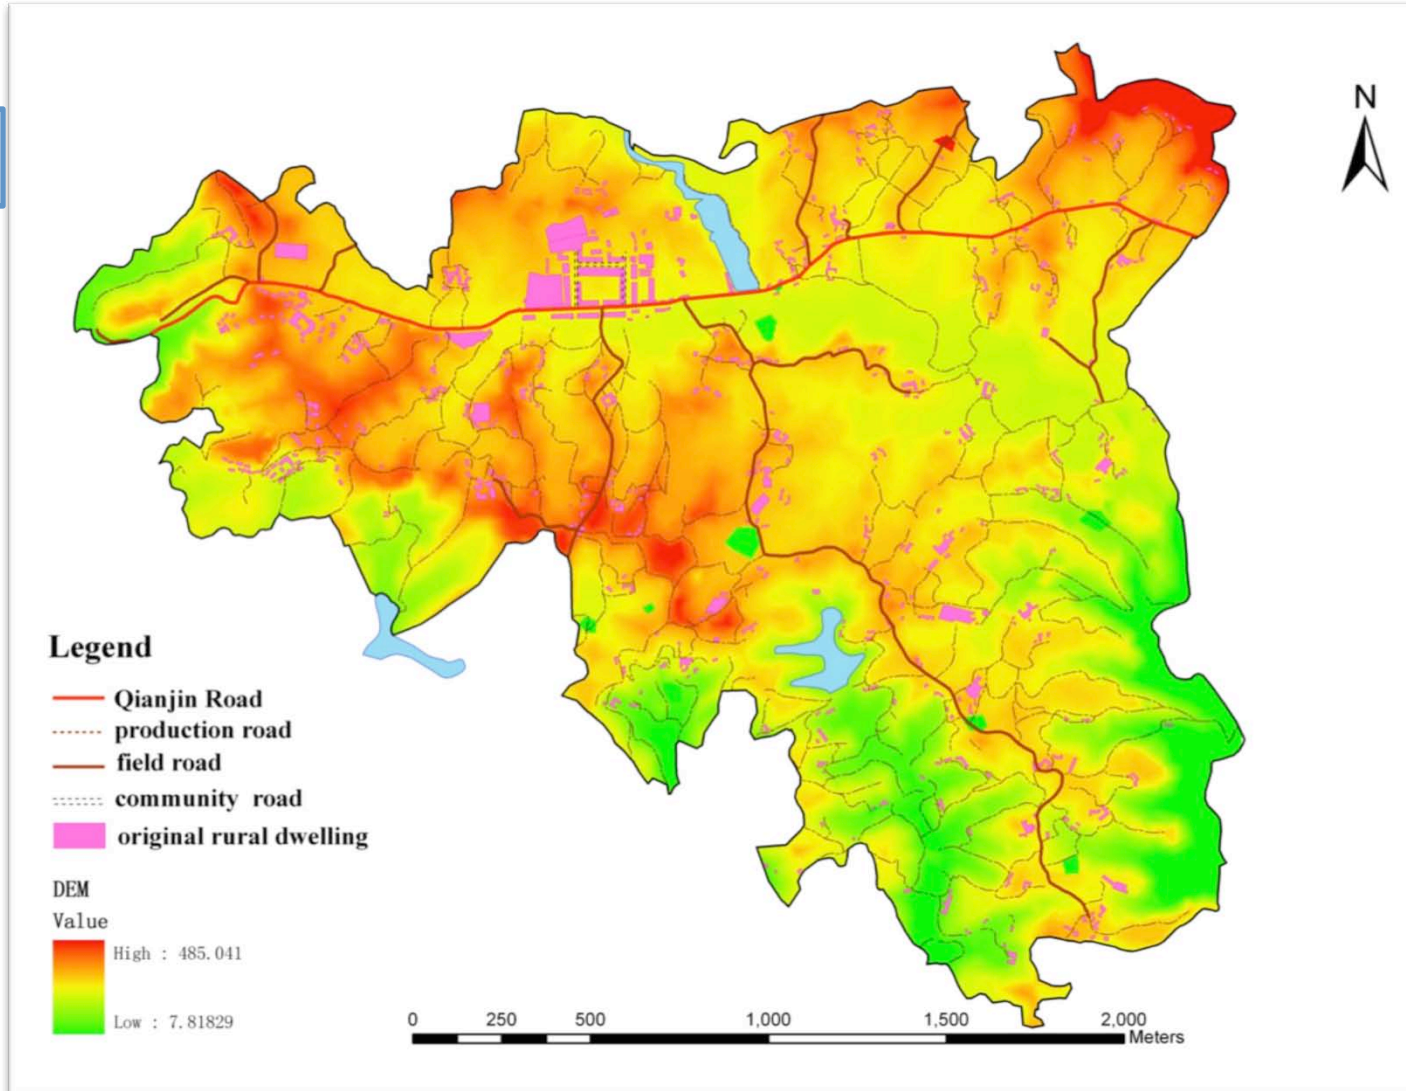 N
Legend
Qianjin Road
production road
field road
community road
original rural dwelling
DEM
Value
High : 485.041
Low : 7.81829
0 250 500 1,000 1,500 2,000
Meters